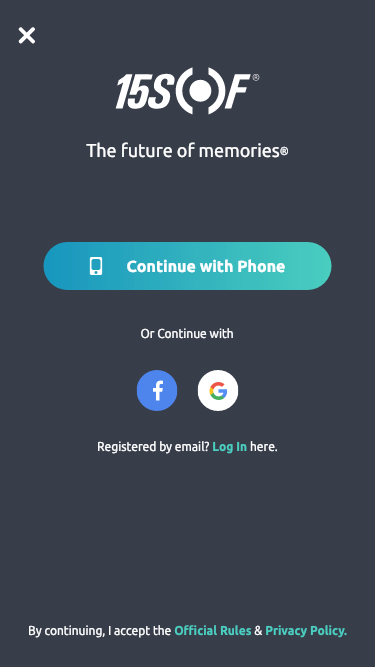 15SOF®
The future of memories®
Continue with Phone
Or Continue with
Registered by email? Log In here.
By continuing, I accept the Official Rules & Privacy Policy.